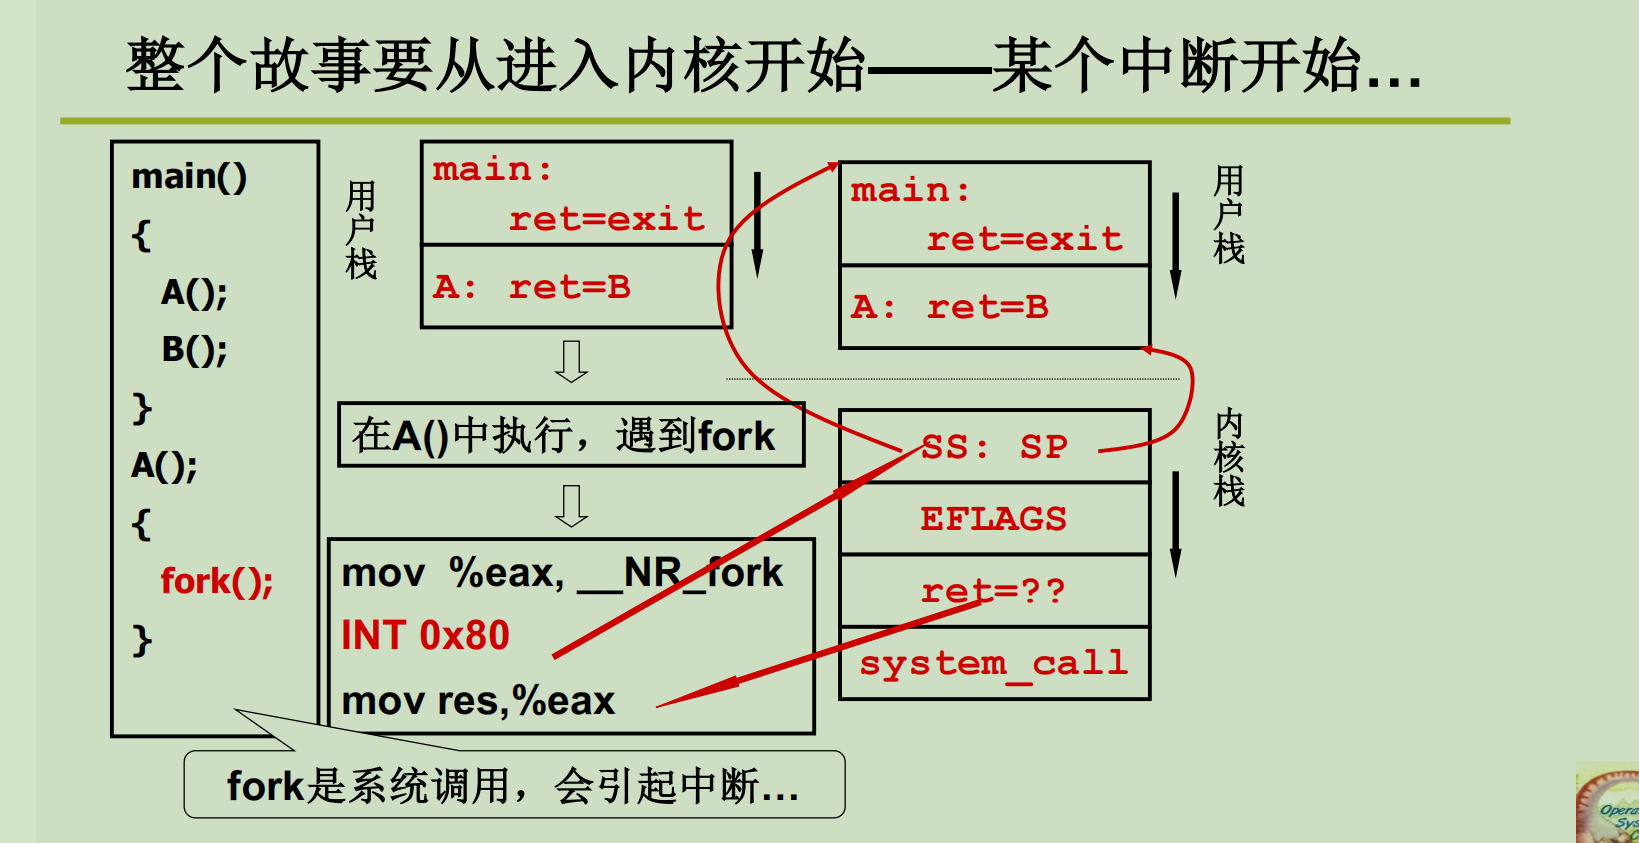 整个故事要从进入内核开始——某个中断开始…
main()
{
A();
B();
}
A();
{
fork();
}
用户栈
main:
ret=exit
A: ret=B
在A()中执行，遇到fork
mov %eax, __NR_fork
INT 0x80
mov res,%eax
main:
ret=exit
A: ret=B
用户栈
SS: SP
EFLAGS
ret=??
system_call
内核栈
fork是系统调用，会引起中断…